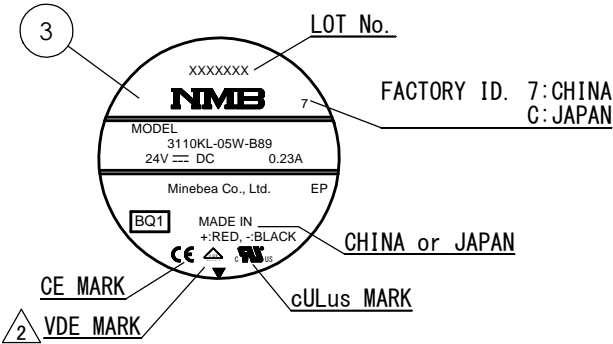 3
LOT No.
XXXXXXX
NMB
7
FACTORY ID. 7:CHINA
C:JAPAN
MODEL
3110KL-05W-B89
24V DC 0.23A
Minebea Co., Ltd. EP
BQ1
MADE IN
+:RED, -:BLACK
CHINA or JAPAN
CE
c US
CE MARK
cULus MARK
2 VDE MARK